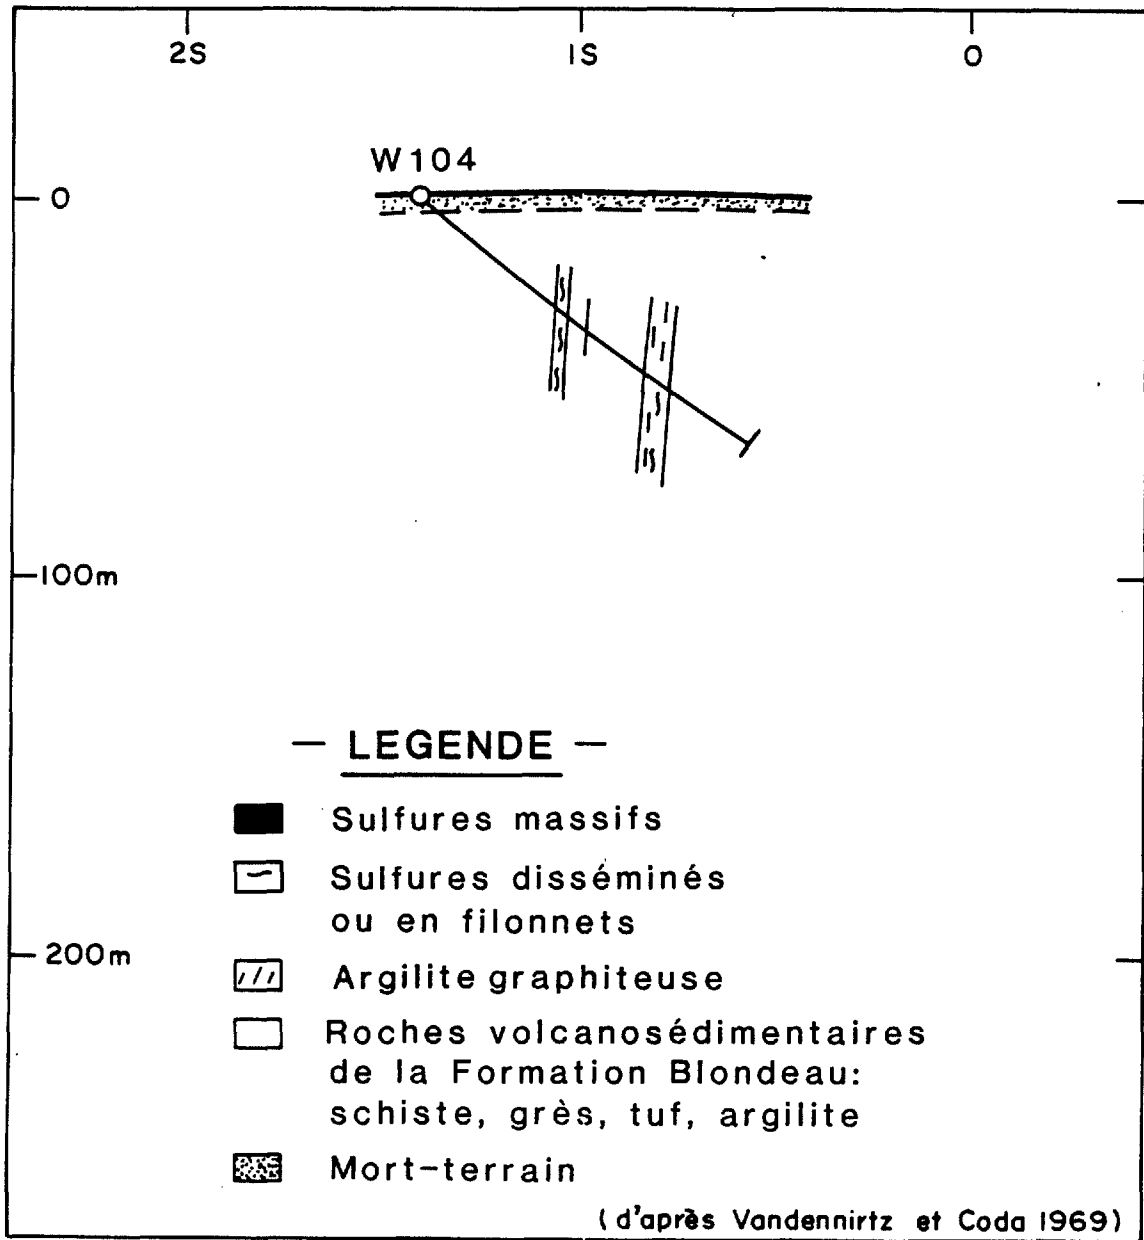 2S 1S 0
W104
0
100m
— LEGENDE —
Sulfures massifs
Sulfures disséminés
ou en filonnets
200m
Argilite graphiteuse
Roches volcanosédimentaires
de la Formation Blondeau:
schiste, grès, tuf, argilite
Mort-terrain
(d'après Vandennirtz et Coda 1969)